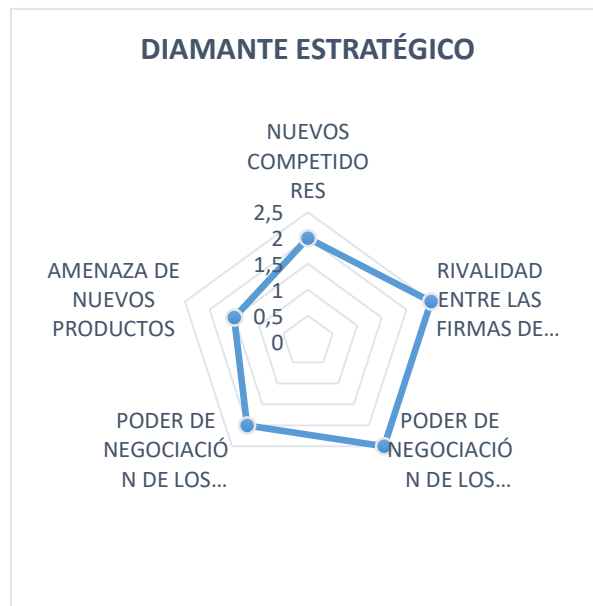 DIAMANTE ESTRATÉGICO
NUEVOS
COMPETIDO
RES
2,5
2
1,5
1
0,5
0
RIVALIDAD
ENTRE LAS
FIRMAS DE...
PODER DE
NEGOCIACIÓ
N DE LOS...
PODER DE
NEGOCIACIÓ
N DE LOS...
AMENAZA DE
NUEVOS
PRODUCTOS